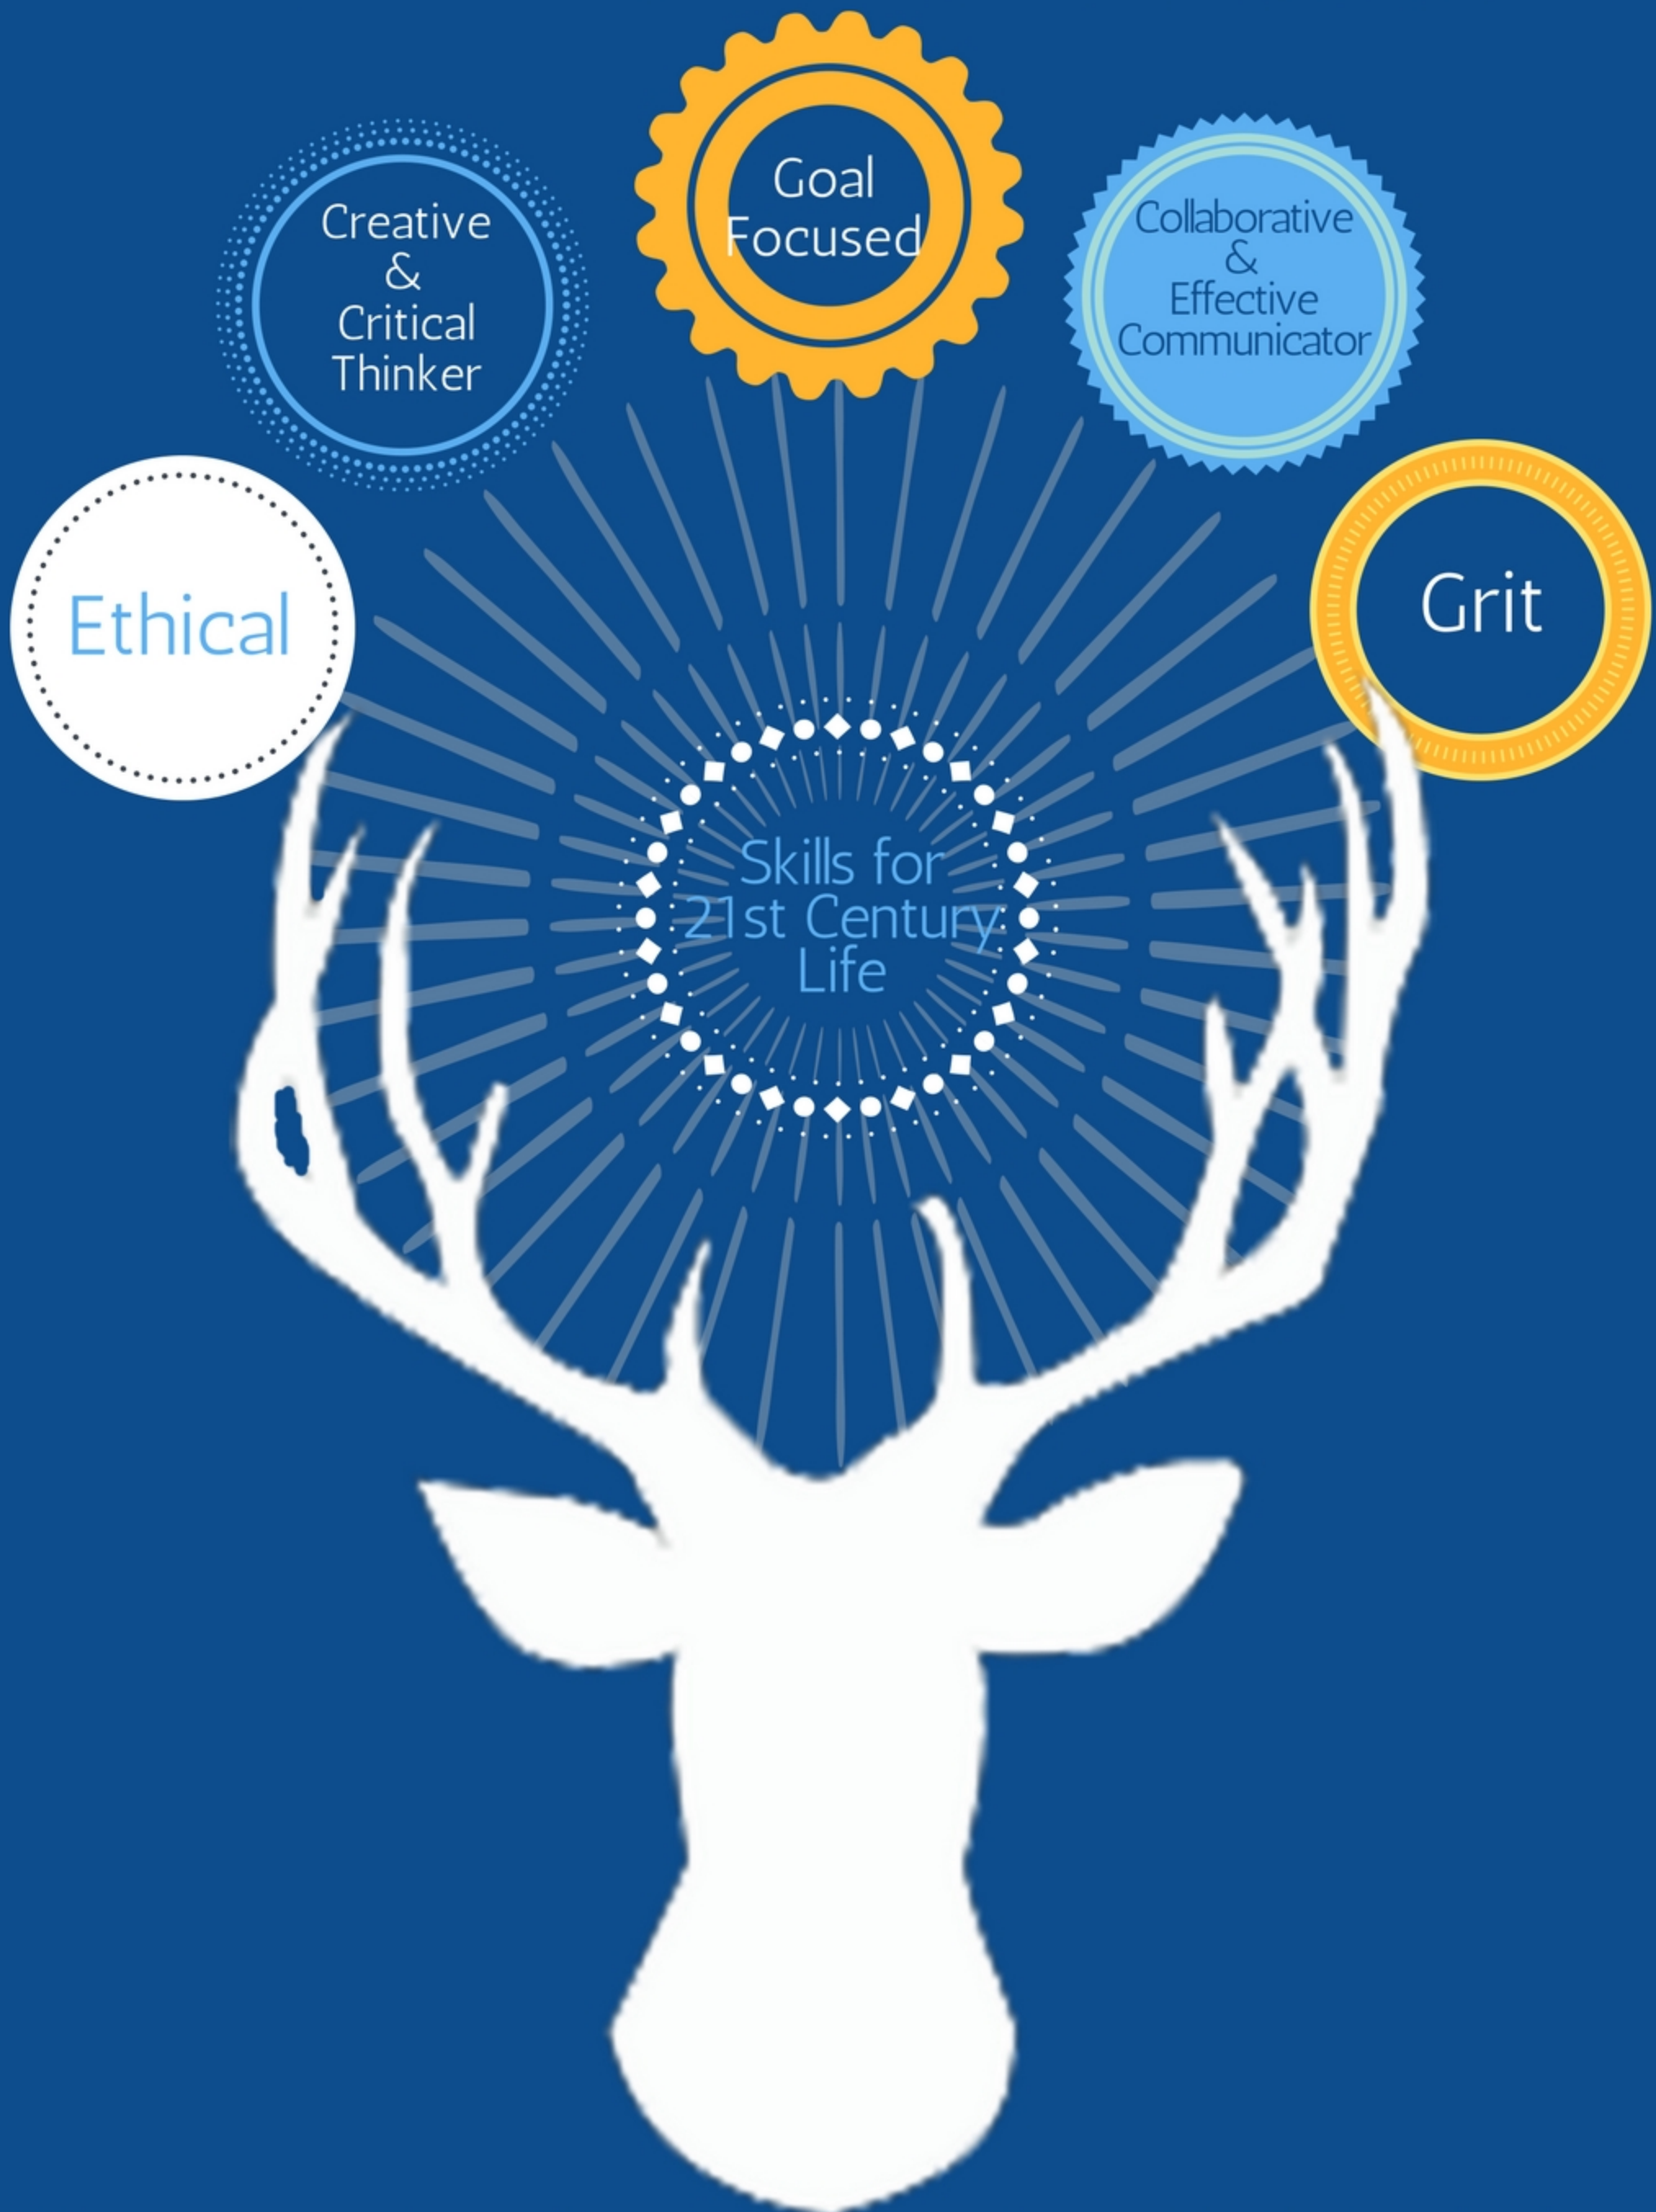 Goal
Focused
Creative
&
Critical
Thinker
Collaborative
&
Effective
Communicator
Ethical
Grit
Skills for
21st Century
Life